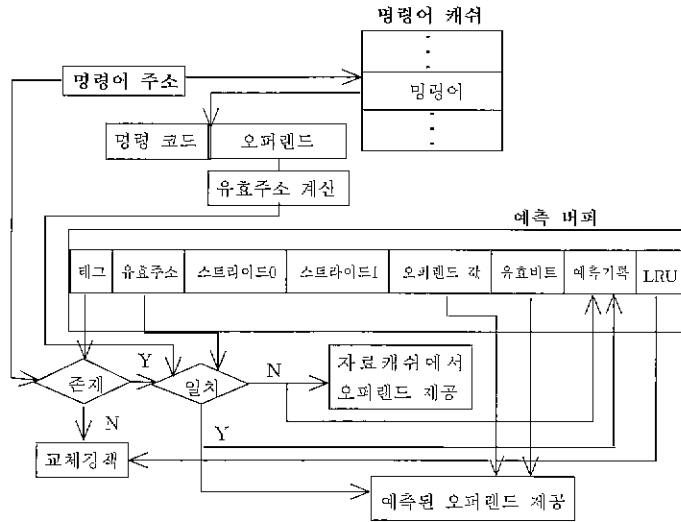 명령어 캐쉬
명령어 주소
명령어
명령 코드
오퍼랜드
유효주소 계산
예측 버퍼
태그
유효주소
스트라이드0
스트라이드1
오퍼랜드 값
유효비트
예측기록
LRU
Y
N
존재
일치
자료캐쉬에서
오퍼랜드 제공
N
Y
교체정책
예측된 오퍼랜드 제공